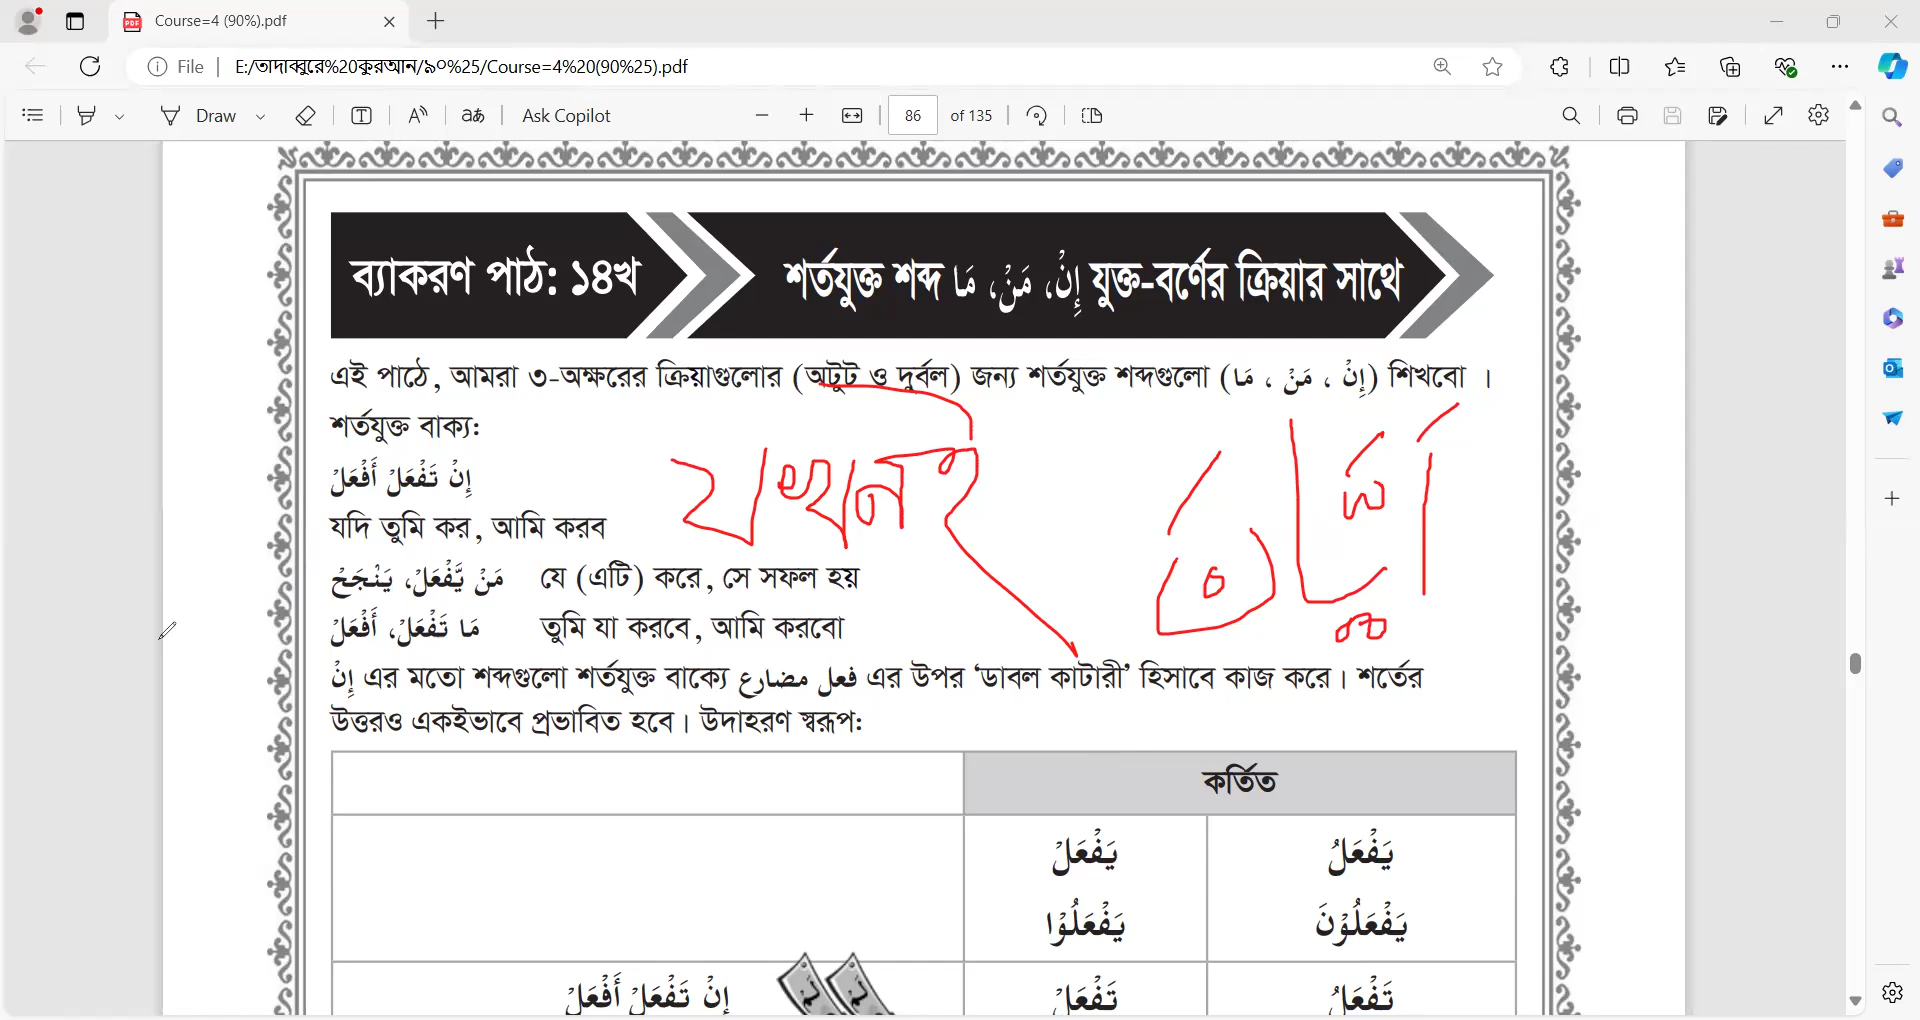 Course=4 (90%).pdf
File E:/তাদাব্বুরে%20কুরআন/৯০%25/Course=4%20(90%25).pdf
Draw Ask Copilot 86 of 135
ব্যাকরণ পাঠ: ১৪খ শর্তযুক্ত শব্দ إِنْ، مَنْ، مَا যুক্ত-বর্ণের ক্রিয়ার সাথে
এই পাঠে, আমরা ৩-অক্ষরের ক্রিয়াগুলোর (অটুট ও দুর্বল) জন্য শর্তযুক্ত শব্দগুলো (إِنْ ، مَنْ ، مَا) শিখবো ।
শর্তযুক্ত বাক্য:
إِنْ تَفْعَلْ أَفْعَلْ
যখনই
أَيَّانَ
যদি তুমি কর, আমি করব
مَنْ يَّفْعَلْ، يَنْجَحْ যে (এটি) করে, সে সফল হয়
مَا تَفْعَلْ، أَفْعَلْ তুমি যা করবে, আমি করবো
إِنْ এর মতো শব্দগুলো শর্তযুক্ত বাক্যে فعل مضارع এর উপর ‘ডাবল কাটারী’ হিসাবে কাজ করে। শর্তের
উত্তরও একইভাবে প্রভাবিত হবে। উদাহরণ স্বরূপ:
কর্তিত
يَفْعَلُ يَفْعَلْ
يَفْعَلُوْنَ يَفْعَلُوْا
تَفْعَلُ تَفْعَلْ إِنْ تَفْعَلْ أَفْعَلْ